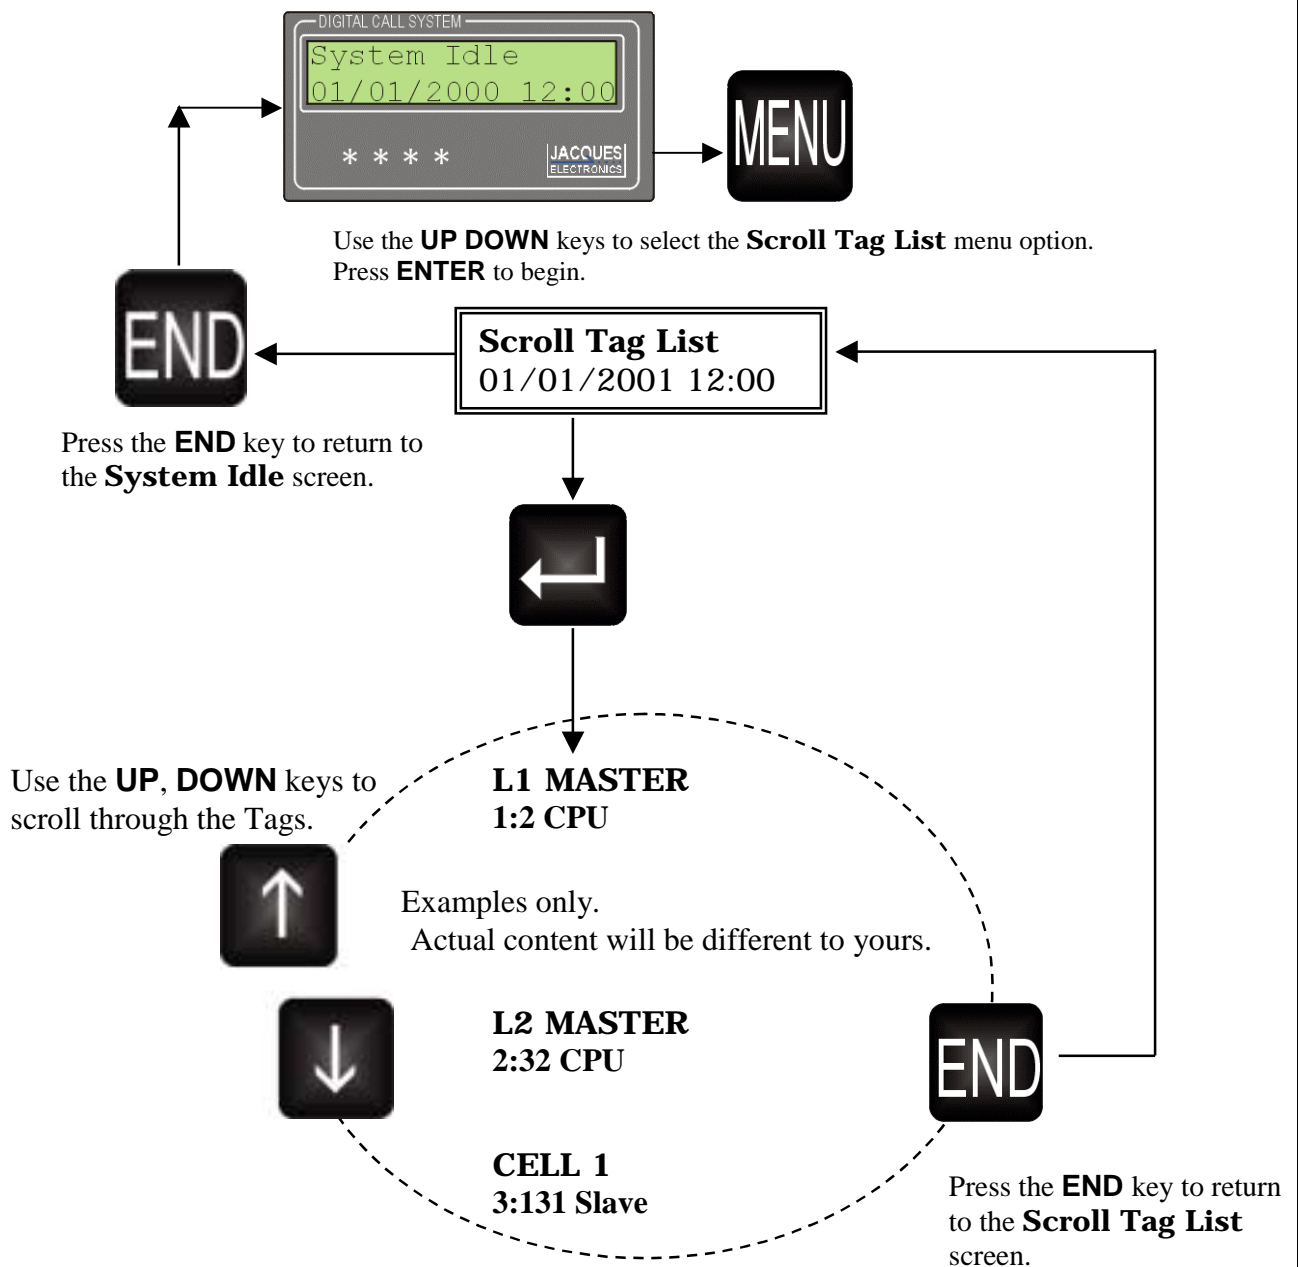 DIGITAL CALL SYSTEM
System Idle
01/01/2000 12:00
* * * *
JACQUES
ELECTRONICS
MENU
Use the UP DOWN keys to select the Scroll Tag List menu option.
Press ENTER to begin.
END
Scroll Tag List
01/01/2001 12:00
Press the END key to return to
the System Idle screen.
L1 MASTER
1:2 CPU
Use the UP, DOWN keys to
scroll through the Tags.
Examples only.
Actual content will be different to yours.
L2 MASTER
2:32 CPU
END
CELL 1
3:131 Slave
Press the END key to return
to the Scroll Tag List
screen.